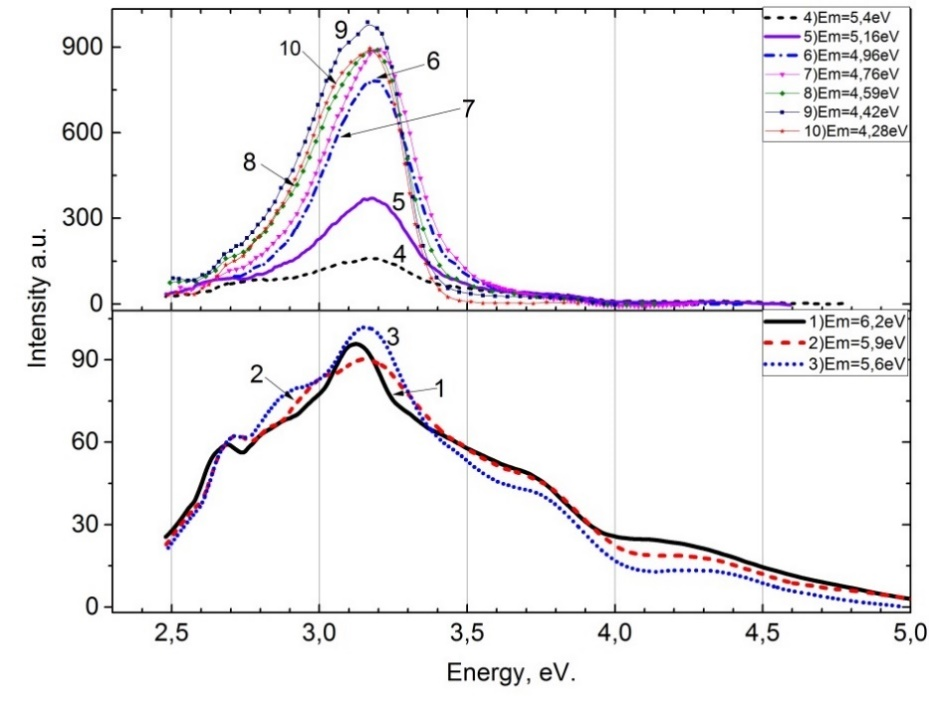 Intensity a.u.
900
600
300
0
9
10
6
7
8
5
4
4)Em=5,4eV
5)Em=5,16eV
6)Em=4,96eV
7)Em=4,76eV
8)Em=4,59eV
9)Em=4,42eV
10)Em=4,28eV
90
60
30
0
3
2
1
1)Em=6,2eV
2)Em=5,9eV
3)Em=5,6eV
2,5 3,0 3,5 4,0 4,5 5,0
Energy, eV.